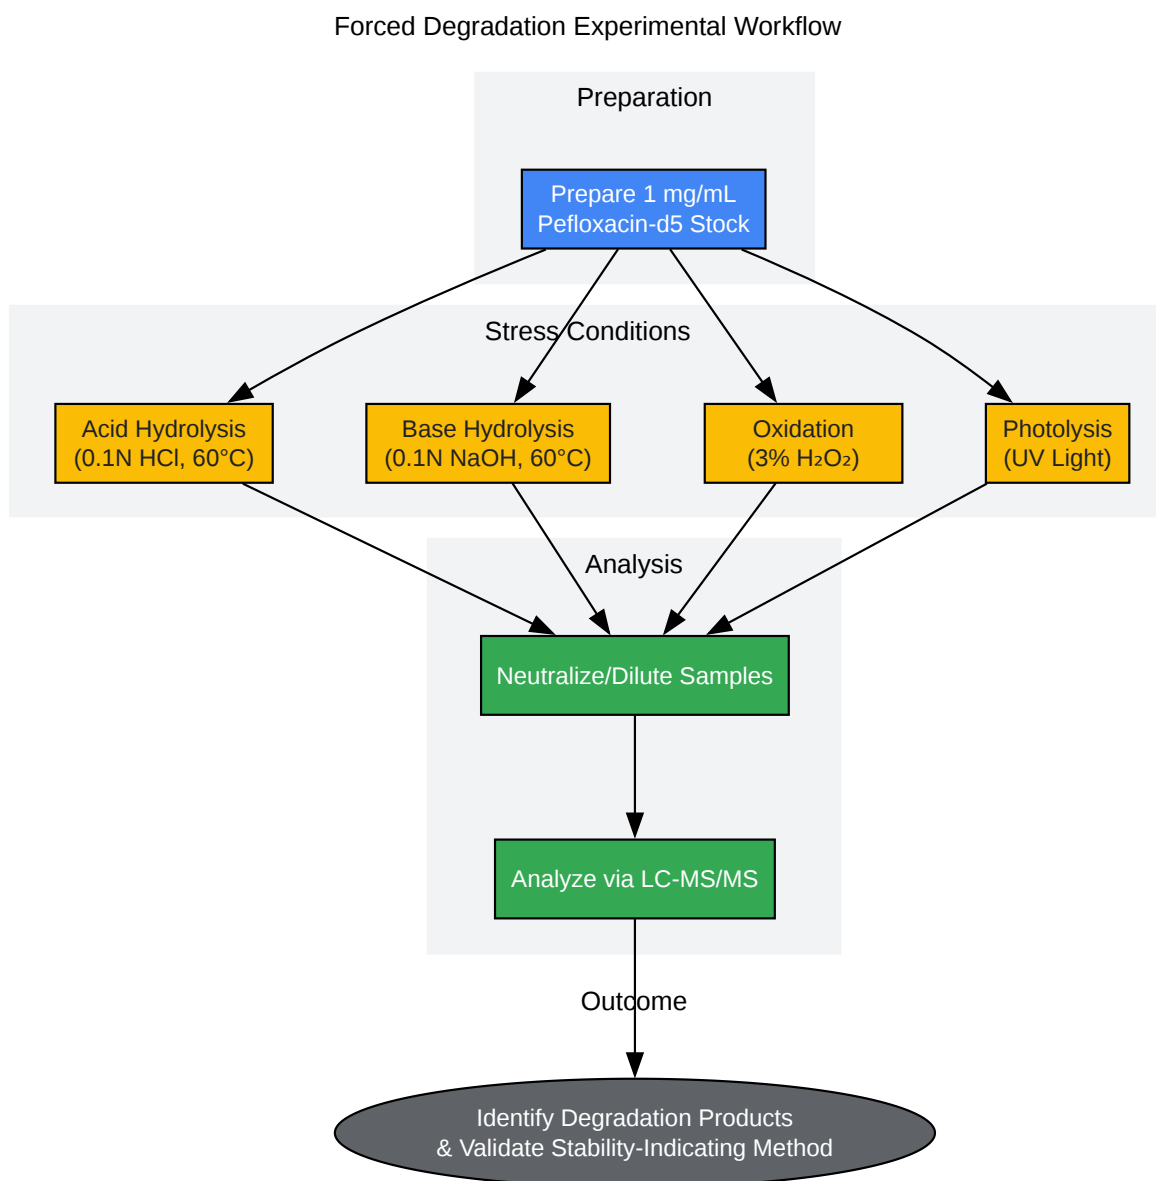 Forced Degradation Experimental Workflow
Preparation
Prepare 1 mg/mL
Pefloxacin-d5 Stock
Stress Conditions
Acid Hydrolysis
(0.1N HCl, 60°C)
Base Hydrolysis
(0.1N NaOH, 60°C)
Oxidation
(3% H₂O₂)
Photolysis
(UV Light)
Analysis
Neutralize/Dilute Samples
Analyze via LC-MS/MS
Outcome
Identify Degradation Products
& Validate Stability-Indicating Method